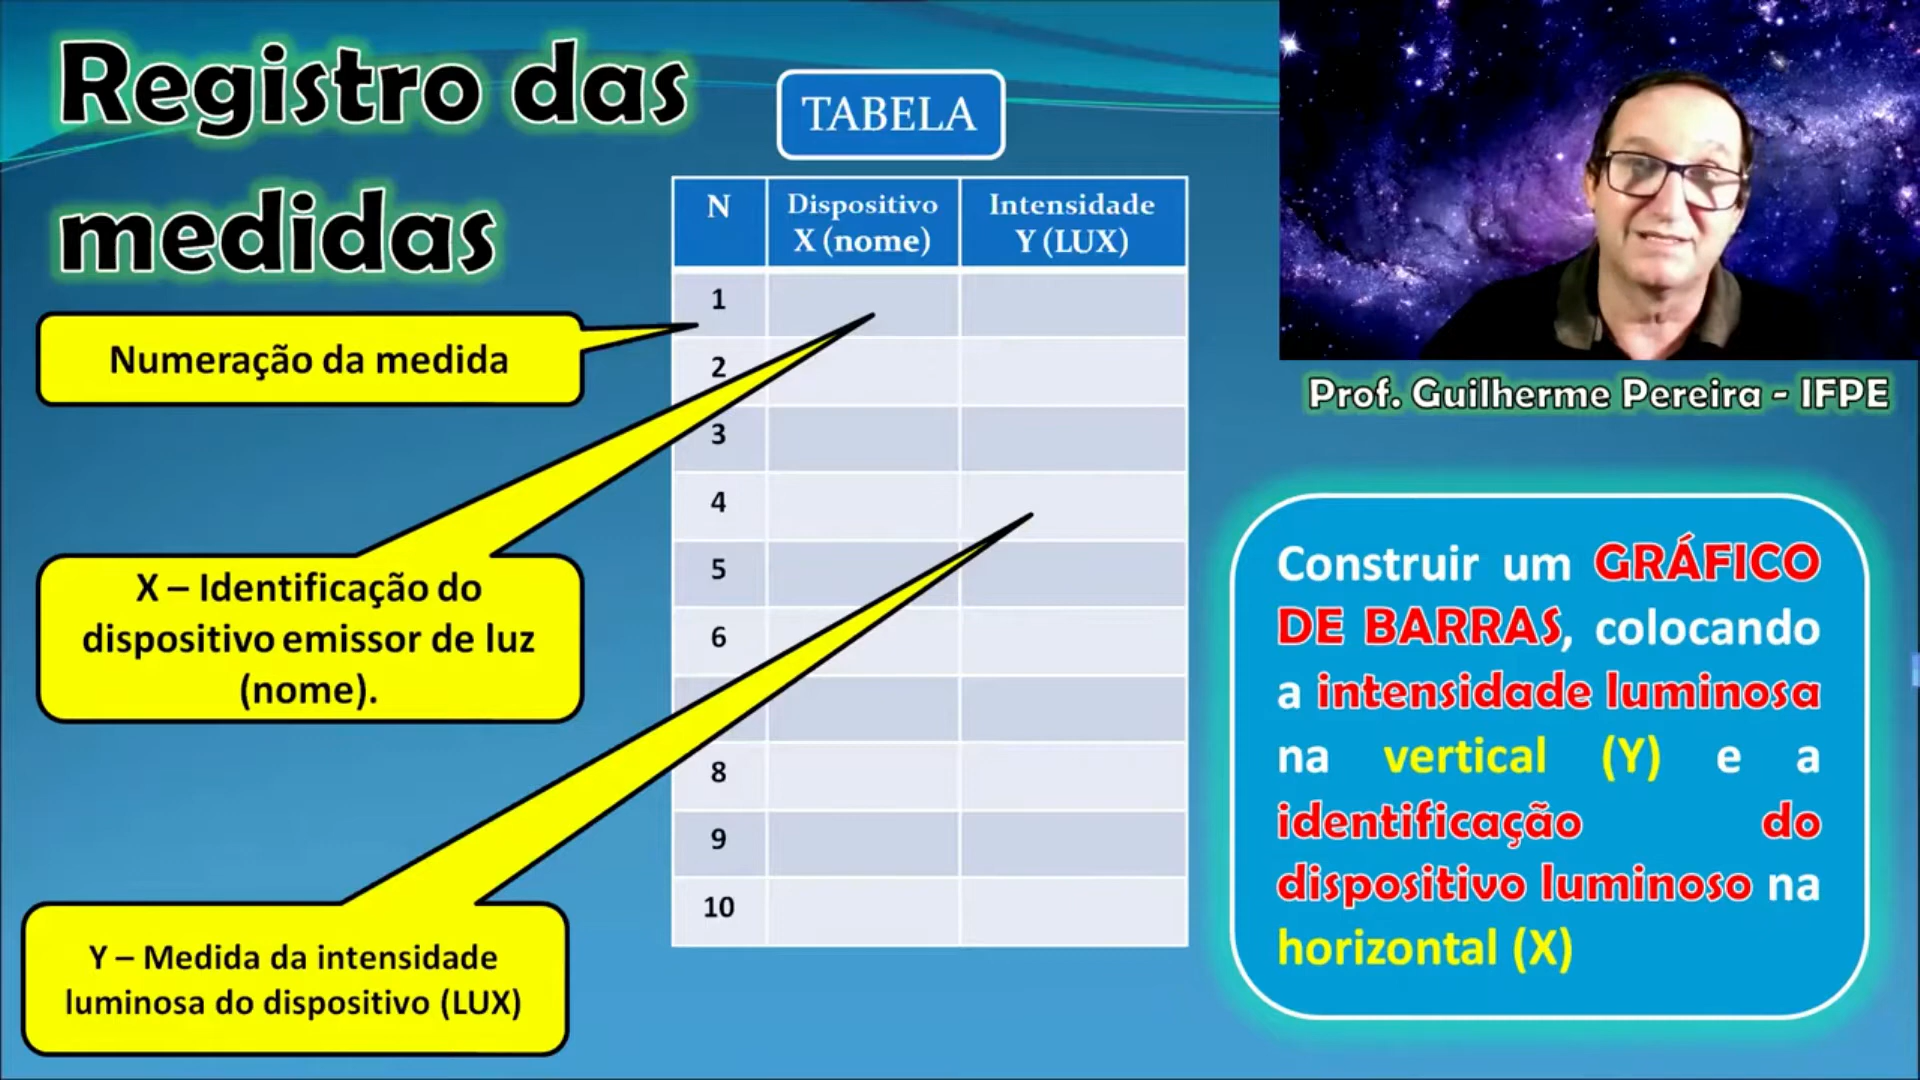 Registro das
medidas
TABELA
N
Dispositivo
X (nome)
Intensidade
Y (LUX)
1
2
3
4
5
6
8
9
10
Numeração da medida
X – Identificação do
dispositivo emissor de luz
(nome).
Y – Medida da intensidade
luminosa do dispositivo (LUX)
Prof. Guilherme Pereira - IFPE
Construir um GRÁFICO
DE BARRAS, colocando
a intensidade luminosa
na vertical (Y) e a
identificação do
dispositivo luminoso na
horizontal (X)